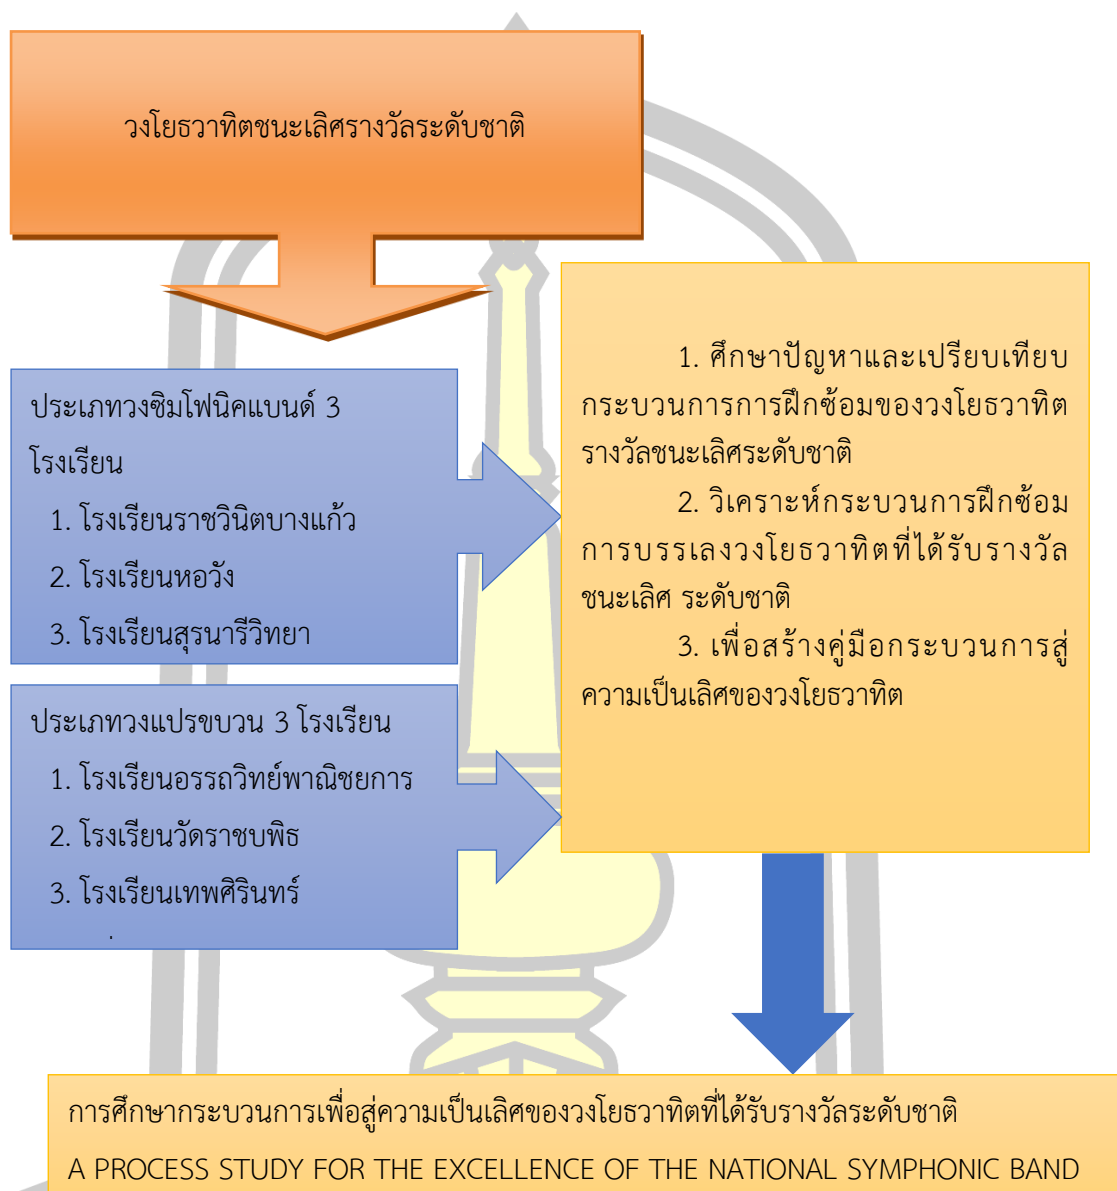 วงโยธวาทิตชนะเลิศรางวัลระดับชาติ
ประเภทวงซิมโฟนิคแบนด์ 3
โรงเรียน
1. โรงเรียนราชวินิตบางแก้ว
2. โรงเรียนหอวัง
3. โรงเรียนสุรนารีวิทยา
ประเภทวงแปรขบวน 3 โรงเรียน
1. โรงเรียนอรรถวิทย์พาณิชยการ
2. โรงเรียนวัดราชบพิธ
3. โรงเรียนเทพศิรินทร์
1. ศึกษาปัญหาและเปรียบเทียบ
กระบวนการการฝึกซ้อมของวงโยธวาทิต
รางวัลชนะเลิศระดับชาติ
2. วิเคราะห์กระบวนการฝึกซ้อม
การบรรเลงวงโยธวาทิตที่ได้รับรางวัล
ชนะเลิศ ระดับชาติ
3. เพื่อสร้างคู่มือกระบวนการสู่
ความเป็นเลิศของวงโยธวาทิต
การศึกษากระบวนการเพื่อสู่ความเป็นเลิศของวงโยธวาทิตที่ได้รับรางวัลระดับชาติ
A PROCESS STUDY FOR THE EXCELLENCE OF THE NATIONAL SYMPHONIC BAND